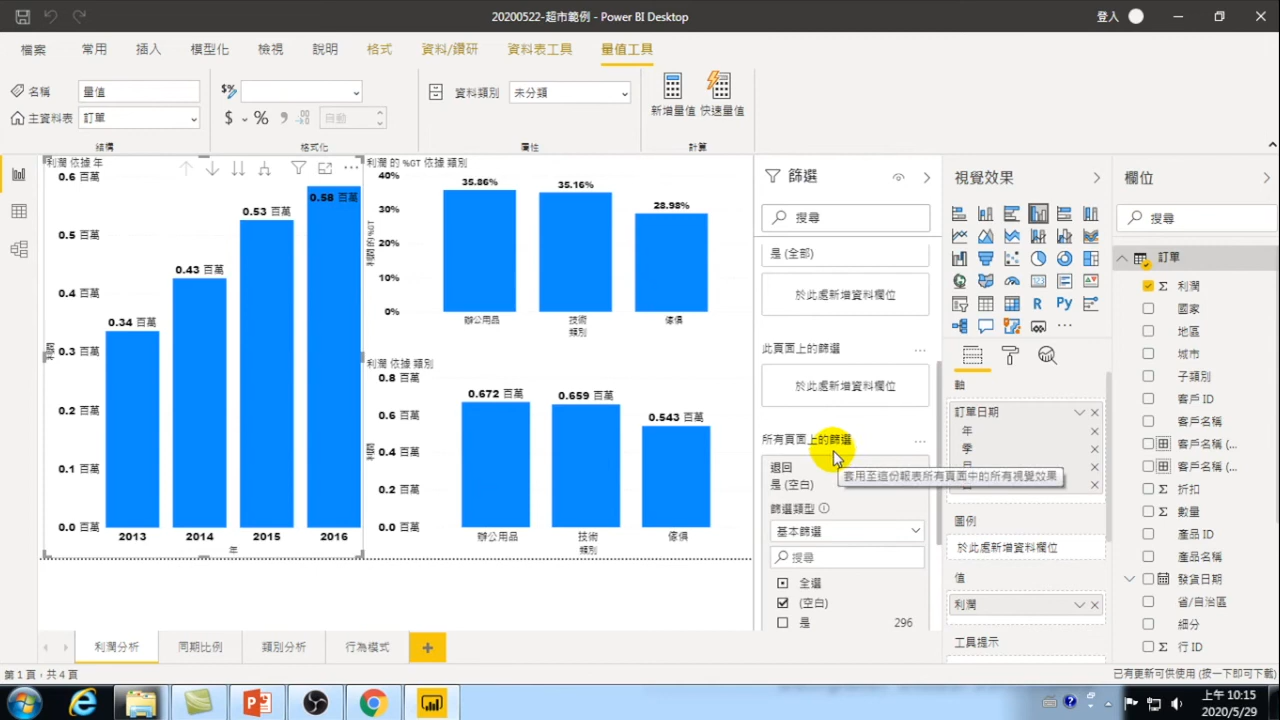 20200522-超市範例 - Power BI Desktop
登入
檔案 常用 插入 模型化 檢視 說明 格式 資料/鑽研 資料表工具 量值工具
名稱 量值
主資料表 訂單
結構
$ % 自動
格式化
資料類別 未分類
屬性
新增量值 快速量值
計算
利潤 依據 年
0.6 百萬
0.5 百萬
0.4 百萬
0.3 百萬
0.2 百萬
0.1 百萬
0.0 百萬
利潤
0.34 百萬
0.43 百萬
0.53 百萬
0.58 百萬
2013 2014 2015 2016
年
利潤 的 %GT 依據 類別
40%
30%
20%
10%
0%
利潤 的 %GT
35.86% 35.16% 28.98%
辦公用品 技術 傢俱
類別
利潤 依據 類別
0.8 百萬
0.6 百萬
0.4 百萬
0.2 百萬
0.0 百萬
利潤
0.672 百萬 0.659 百萬 0.543 百萬
辦公用品 技術 傢俱
類別
篩選
搜尋
是 (全部)
於此處新增資料欄位
此頁面上的篩選
於此處新增資料欄位
所有頁面上的篩選
退回
是 (空白)
套用至這份報表所有頁面中的所有視覺效果
篩選類型
基本篩選
搜尋
全選
(空白)
是 296
視覺效果
R Py
軸
訂單日期
年
季
圖例
於此處新增資料欄位
值
利潤
工具提示
欄位
搜尋
訂單
利潤
國家
地區
城市
子類別
客戶 ID
客戶名稱
客戶名稱 (...
客戶名稱 (...
折扣
數量
產品 ID
產品名稱
發貨日期
省/自治區
細分
行 ID
利潤分析 同期比例 類別分析 行為模式 +
第 1 頁，共 4 頁
已有更新可供使用 (按一下即可下載)
上午 10:15
2020/5/29